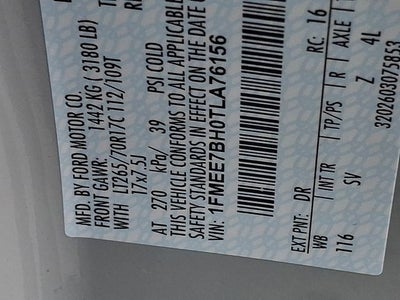 MFD. BY FORD MOTOR CO.
FRONT GAWR: 1442 KG ( 3180 LB)
WITH LT265/70R17C 112/109T
17x7.5J
AT 270 kPa/ 39 PSI COLD
THIS VEHICLE CONFORMS TO ALL APPLICABLE
SAFETY STANDARDS IN EFFECT ON THE
VIN: 1FMEE7BH0TLA76156
EXT PNT: DR RC: 16
WB INT TR TP/PS R AXLE
116 SV Z 4L
3202603075853